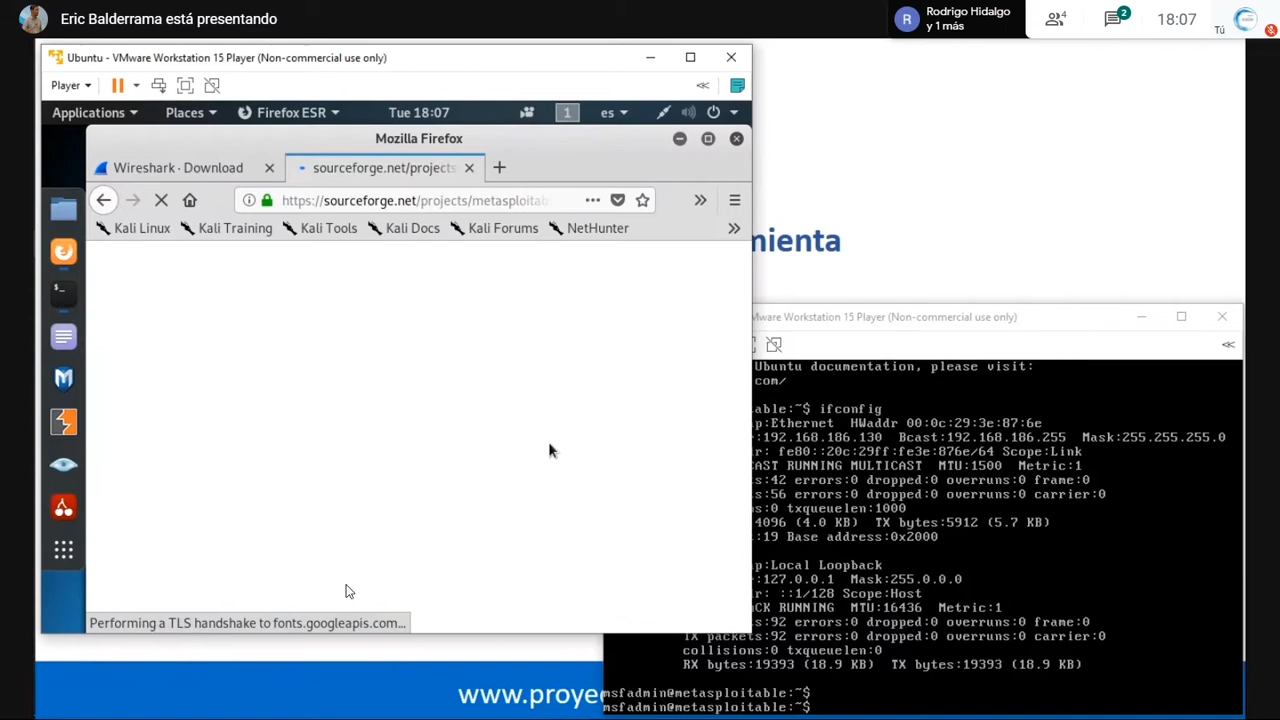 Eric Balderrama está presentando
R
Rodrigo Hidalgo
y 1 más
4
2
18:07
Tú
Ubuntu - VMware Workstation 15 Player (Non-commercial use only)
Player
Applications
Places
Firefox ESR
Tue 18:07
1
es
Mozilla Firefox
Wireshark · Download
sourceforge.net/projects
https://sourceforge.net/projects/metasploitab
Kali Linux
Kali Training
Kali Tools
Kali Docs
Kali Forums
NetHunter
Performing a TLS handshake to fonts.googleapis.com...
mienta
Mware Workstation 15 Player (Non-commercial use only)
Ubuntu documentation, please visit:
com/
table:~$ ifconfig
ap:Ethernet HWaddr 00:0c:29:3e:87:6e
r:192.168.186.130 Bcast:192.168.186.255 Mask:255.255.255.0
dr: fe80::20c:29ff:fe3e:876e/64 Scope:Link
CAST RUNNING MULTICAST MTU:1500 Metric:1
s:42 errors:0 dropped:0 overruns:0 frame:0
s:56 errors:0 dropped:0 overruns:0 carrier:0
ns:0 txqueuelen:1000
4096 (4.0 KB) TX bytes:5912 (5.7 KB)
:19 Base address:0x2000
ap:Local Loopback
r:127.0.0.1 Mask:255.0.0.0
dr: ::1/128 Scope:Host
CK RUNNING MTU:16436 Metric:1
s:92 errors:0 dropped:0 overruns:0 frame:0
TX packets:92 errors:0 dropped:0 overruns:0 carrier:0
collisions:0 txqueuelen:0
RX bytes:19393 (18.9 KB) TX bytes:19393 (18.9 KB)
msfadmin@metasploitable:~$
msfadmin@metasploitable:~$
www.proyec